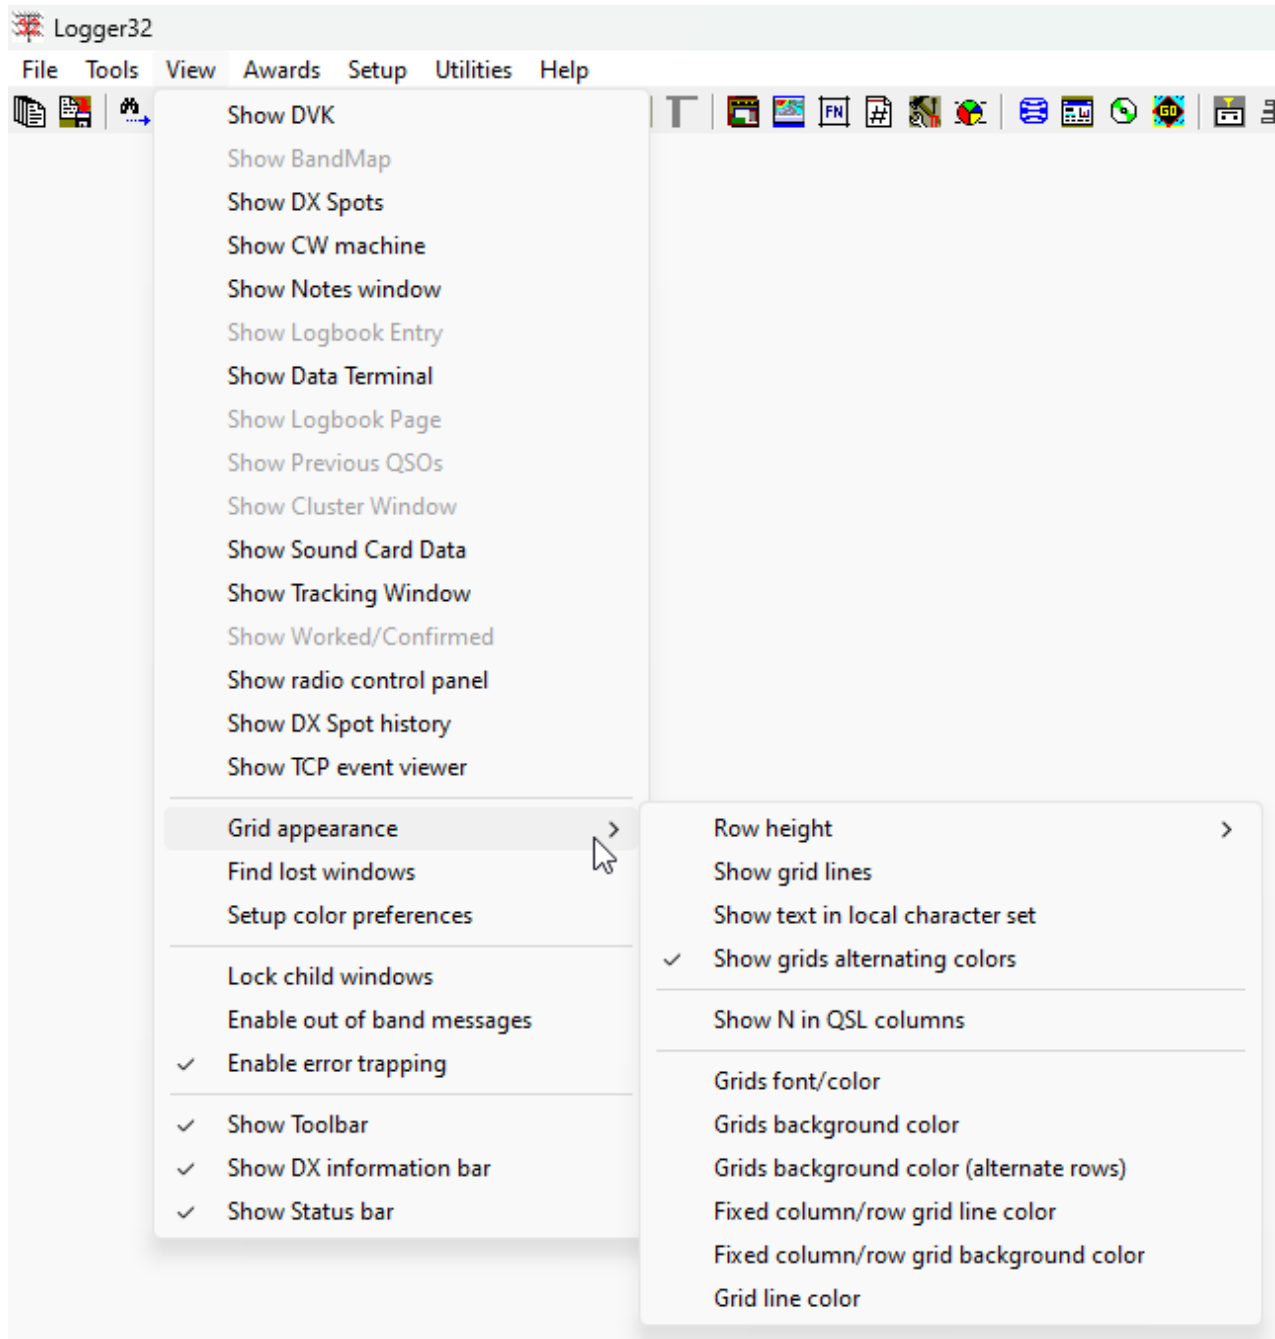 Logger32
File Tools View Awards Setup Utilities Help
T FN # GO
Show DVK
Show BandMap
Show DX Spots
Show CW machine
Show Notes window
Show Logbook Entry
Show Data Terminal
Show Logbook Page
Show Previous QSOs
Show Cluster Window
Show Sound Card Data
Show Tracking Window
Show Worked/Confirmed
Show radio control panel
Show DX Spot history
Show TCP event viewer
Grid appearance
Find lost windows
Setup color preferences
Lock child windows
Enable out of band messages
Enable error trapping
Show Toolbar
Show DX information bar
Show Status bar
Row height
Show grid lines
Show text in local character set
Show grids alternating colors
Show N in QSL columns
Grids font/color
Grids background color
Grids background color (alternate rows)
Fixed column/row grid line color
Fixed column/row grid background color
Grid line color